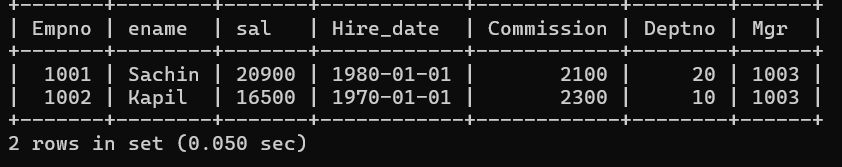 +-------+--------+-------+------------+------------+--------+------+
| Empno | ename  | sal   | Hire_date  | Commission | Deptno | Mgr  |
+-------+--------+-------+------------+------------+--------+------+
|  1001 | Sachin | 20900 | 1980-01-01 |       2100 |     20 | 1003 |
|  1002 | Kapil  | 16500 | 1970-01-01 |       2300 |     10 | 1003 |
+-------+--------+-------+------------+------------+--------+------+
2 rows in set (0.050 sec)